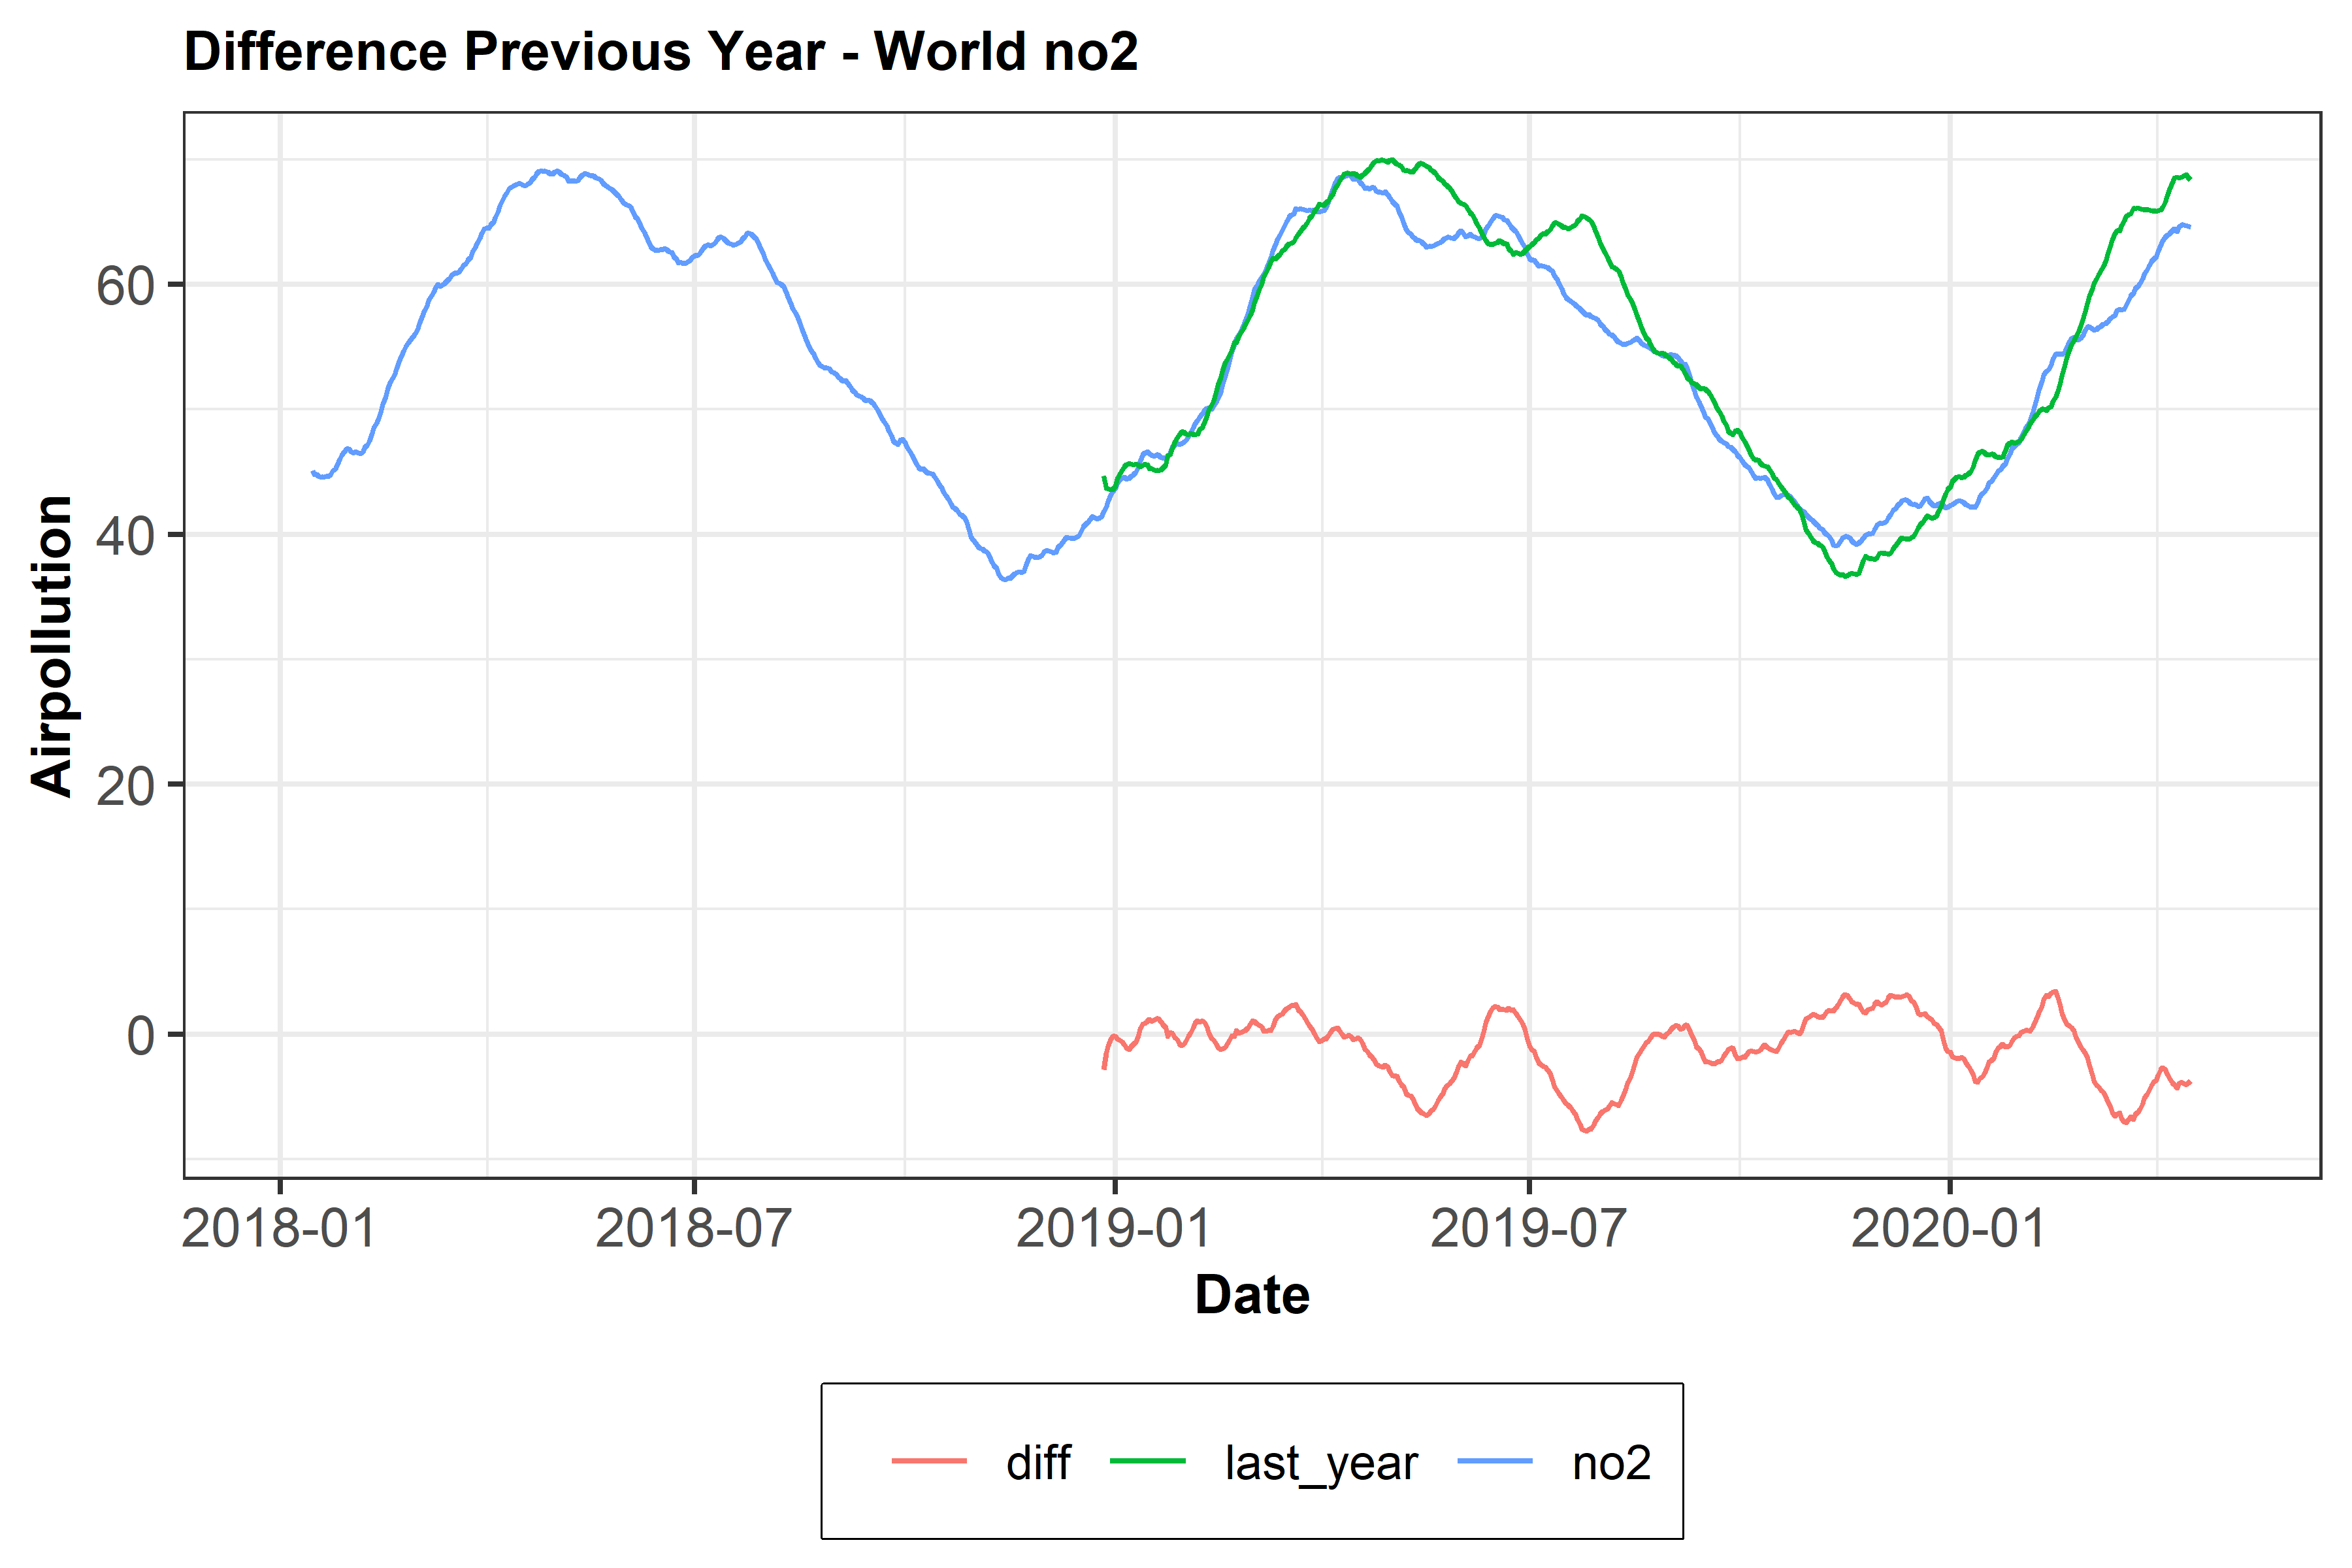 Difference Previous Year - World no2
Airpollution
60
40
20
0
2018-01 2018-07 2019-01 2019-07 2020-01
Date
diff last_year no2